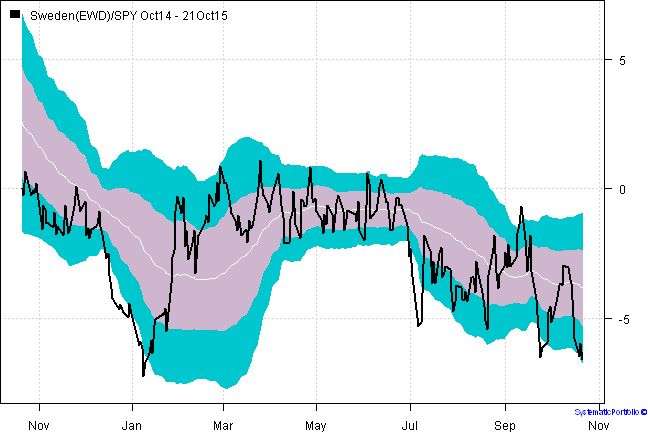 Sweden(EWD)/SPY Oct14 - 21Oct15
5
0
-5
Nov Jan Mar May Jul Sep Nov
SystematicPortfolio ©